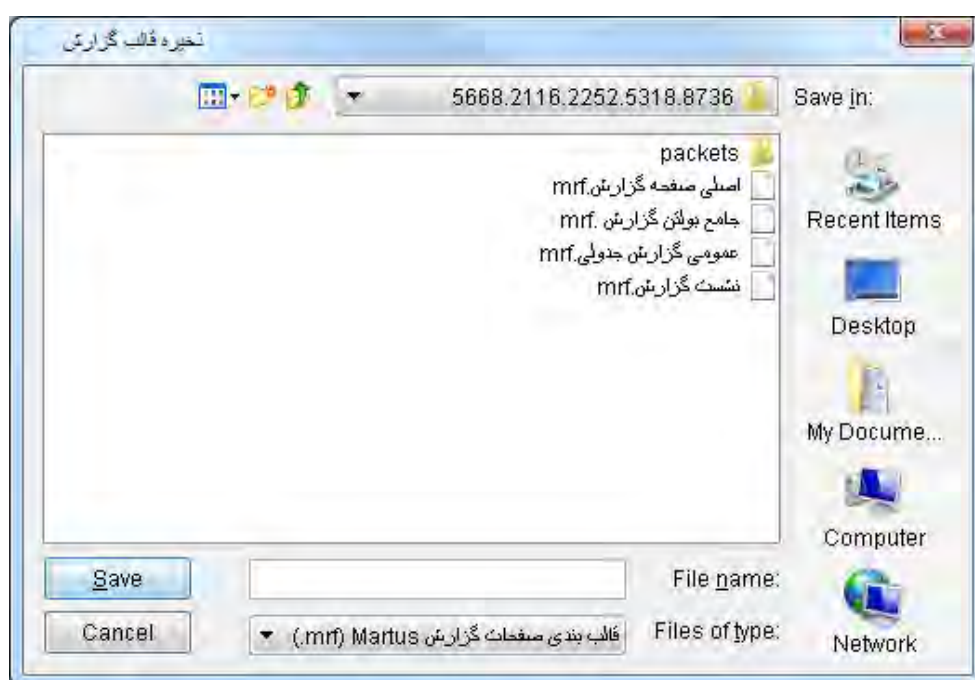 ذخیره قالب گزارش
Save in:
5668.2116.2252.5318.8736
packets
اصلی صفحه گزارش.mrf
جامع بولتن گزارش .mrf
عمومی گزارش جدولی.mrf
نشست گزارش.mrf
Recent Items
Desktop
My Docume...
Computer
Network
File name:
Save
Files of type:
قالب بندی صفحات گزارش Martus (.mrf)
Cancel